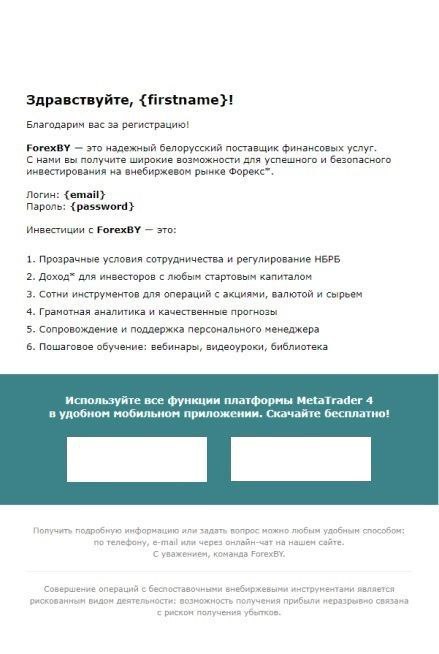 Здравствуйте, {firstname}!
Благодарим вас за регистрацию!
ForexBY — это надежный белорусский поставщик финансовых услуг.
С нами вы получите широкие возможности для успешного и безопасного
инвестирования на внебиржевом рынке Форекс*.
Логин: {email}
Пароль: {password}
Инвестиции с ForexBY — это:
1. Прозрачные условия сотрудничества и регулирование НБРБ
2. Доход* для инвесторов с любым стартовым капиталом
3. Сотни инструментов для операций с акциями, валютой и сырьем
4. Грамотная аналитика и качественные прогнозы
5. Сопровождение и поддержка персонального менеджера
6. Пошаговое обучение: вебинары, видеоуроки, библиотека
Используйте все функции платформы MetaTrader 4
в удобном мобильном приложении. Скачайте бесплатно!
Получить подробную информацию или задать вопрос можно любым удобным способом:
по телефону, e-mail или через онлайн-чат на нашем сайте.
С уважением, команда ForexBY.
Совершение операций с беспоставочными внебиржевыми инструментами является
рискованным видом деятельности: возможность получения прибыли неразрывно связана
с риском получения убытков.